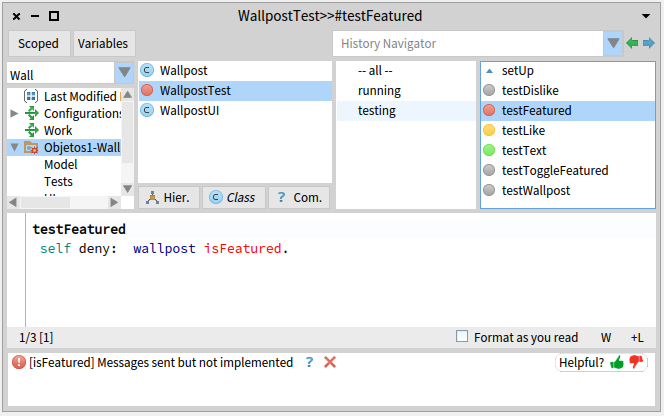 WallpostTest>>#testFeatured
Scoped Variables History Navigator
Wall
Last Modified
Configurations
Work
Objetos1-Wall
Model
Tests
Wallpost
WallpostTest
WallpostUI
Hier. Class ? Com.
-- all --
running
testing
setUp
testDislike
testFeatured
testLike
testText
testToggleFeatured
testWallpost
testFeatured
self deny: wallpost isFeatured.
1/3 [1] Format as you read W +L
[isFeatured] Messages sent but not implemented ? Helpful?